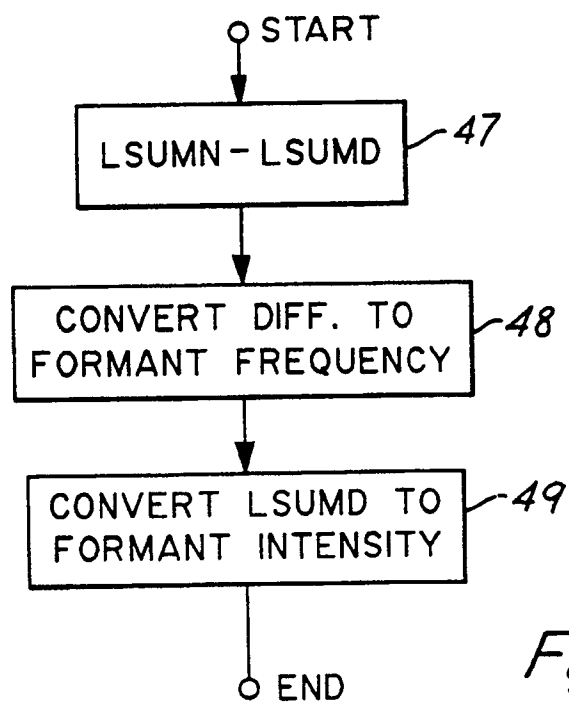 START
LSUMN - LSUMD
47
CONVERT DIFF. TO
FORMANT FREQUENCY
48
CONVERT LSUMD TO
FORMANT INTENSITY
49
END